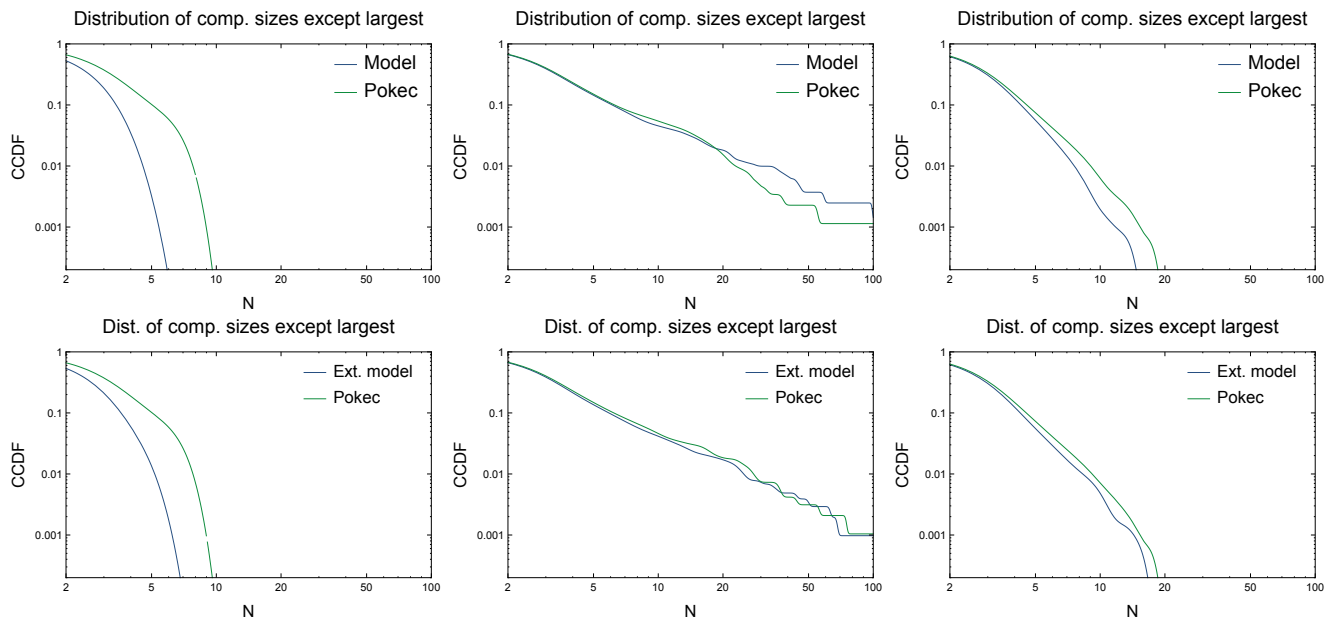 Distribution of comp. sizes except largest
1
0.1
0.01
0.001
CCDF
Model
Pokec
2 5 10 20 50 100
N
Distribution of comp. sizes except largest
1
0.1
0.01
0.001
CCDF
Model
Pokec
2 5 10 20 50 100
N
Distribution of comp. sizes except largest
1
0.1
0.01
0.001
CCDF
Model
Pokec
2 5 10 20 50 100
N
Dist. of comp. sizes except largest
1
0.1
0.01
0.001
CCDF
Ext. model
Pokec
2 5 10 20 50 100
N
Dist. of comp. sizes except largest
1
0.1
0.01
0.001
CCDF
Ext. model
Pokec
2 5 10 20 50 100
N
Dist. of comp. sizes except largest
1
0.1
0.01
0.001
CCDF
Ext. model
Pokec
2 5 10 20 50 100
N